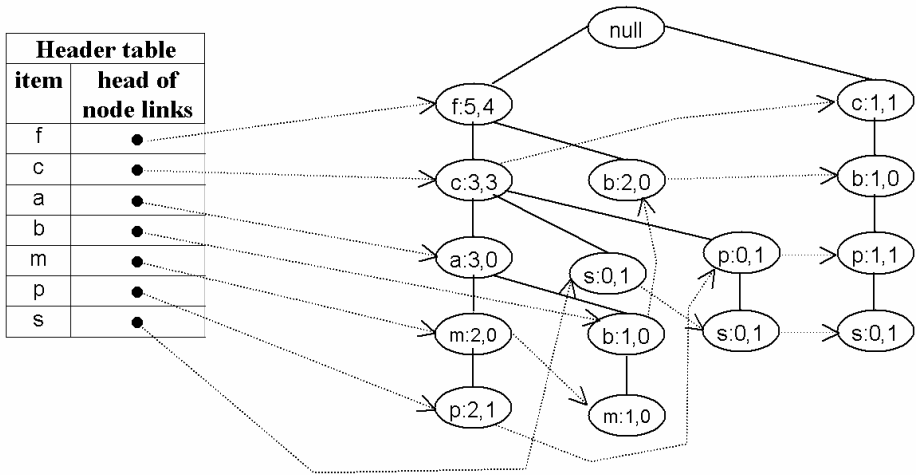 Header table
item head of
node links
f
c
a
b
m
p
s
null
f:5,4
c:1,1
c:3,3
b:2,0
b:1,0
a:3,0
s:0,1
p:0,1
p:1,1
m:2,0
b:1,0
s:0,1
s:0,1
p:2,1
m:1,0